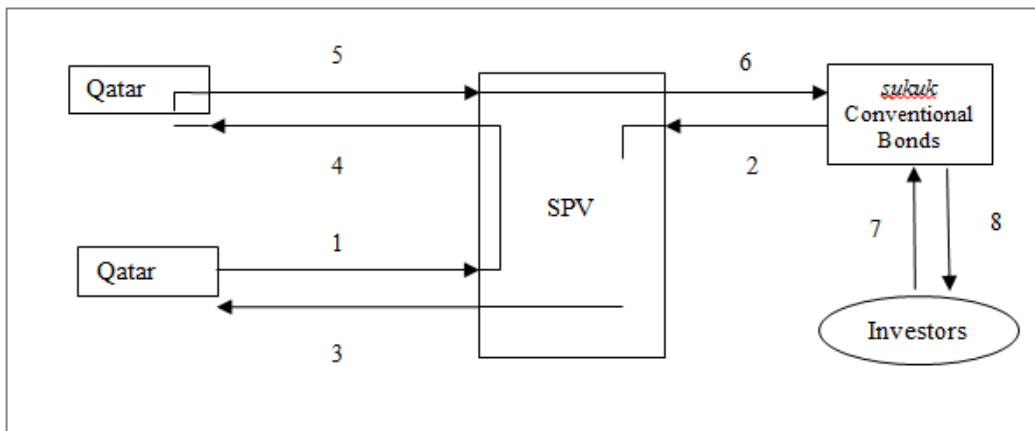 5
6
Qatar
sukuk
Conventional
Bonds
4
2
SPV
7
8
1
Qatar
3
Investors